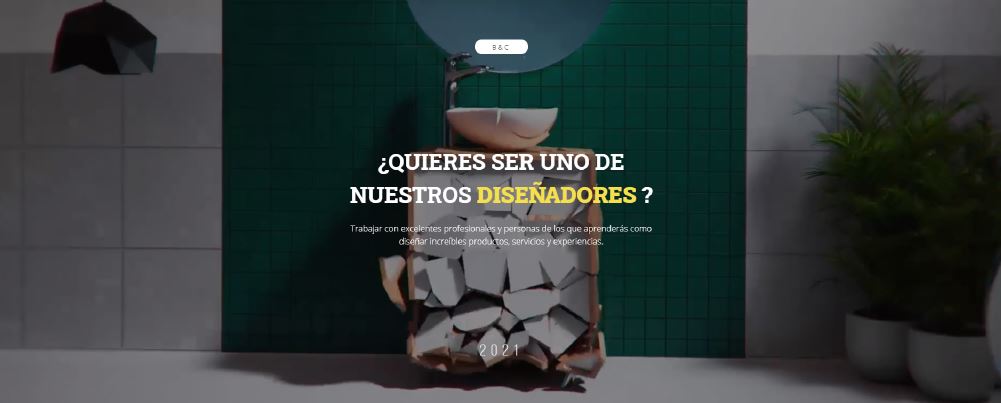 B & C
¿QUIERES SER UNO DE
NUESTROS DISEÑADORES ?
Trabajar con excelentes profesionales y personas de los que aprenderás como
diseñar increíbles productos, servicios y experiencias.
2021